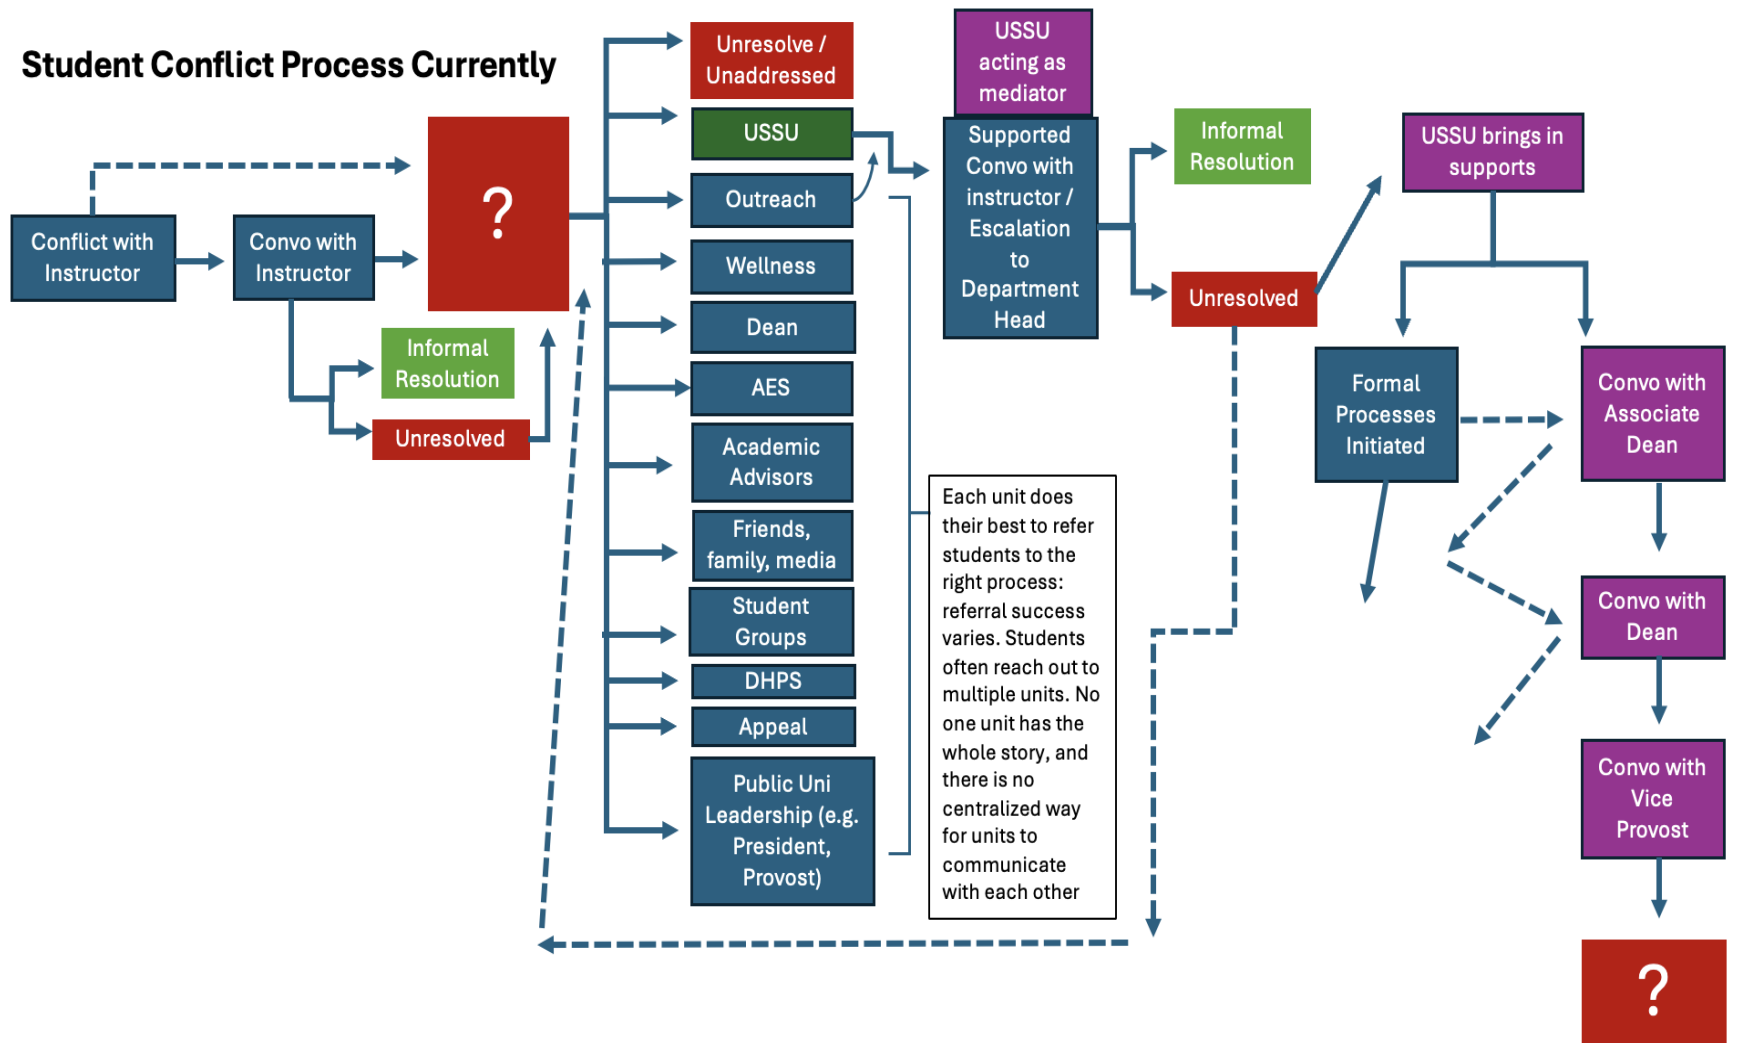 Student Conflict Process Currently
Conflict with
Instructor
Convo with
Instructor
?
Informal
Resolution
Unresolved
Unresolve /
Unaddressed
USSU
Outreach
Wellness
Dean
AES
Academic
Advisors
Friends,
family, media
Student
Groups
DHPS
Appeal
Public Uni
Leadership (e.g.
President,
Provost)
USSU
acting as
mediator
Supported
Convo with
instructor /
Escalation
to
Department
Head
Each unit does
their best to refer
students to the
right process:
referral success
varies. Students
often reach out to
multiple units. No
one unit has the
whole story, and
there is no
centralized way
for units to
communicate
with each other
Informal
Resolution
Unresolved
USSU brings in
supports
Formal
Processes
Initiated
Convo with
Associate
Dean
Convo with
Dean
Convo with
Vice
Provost
?